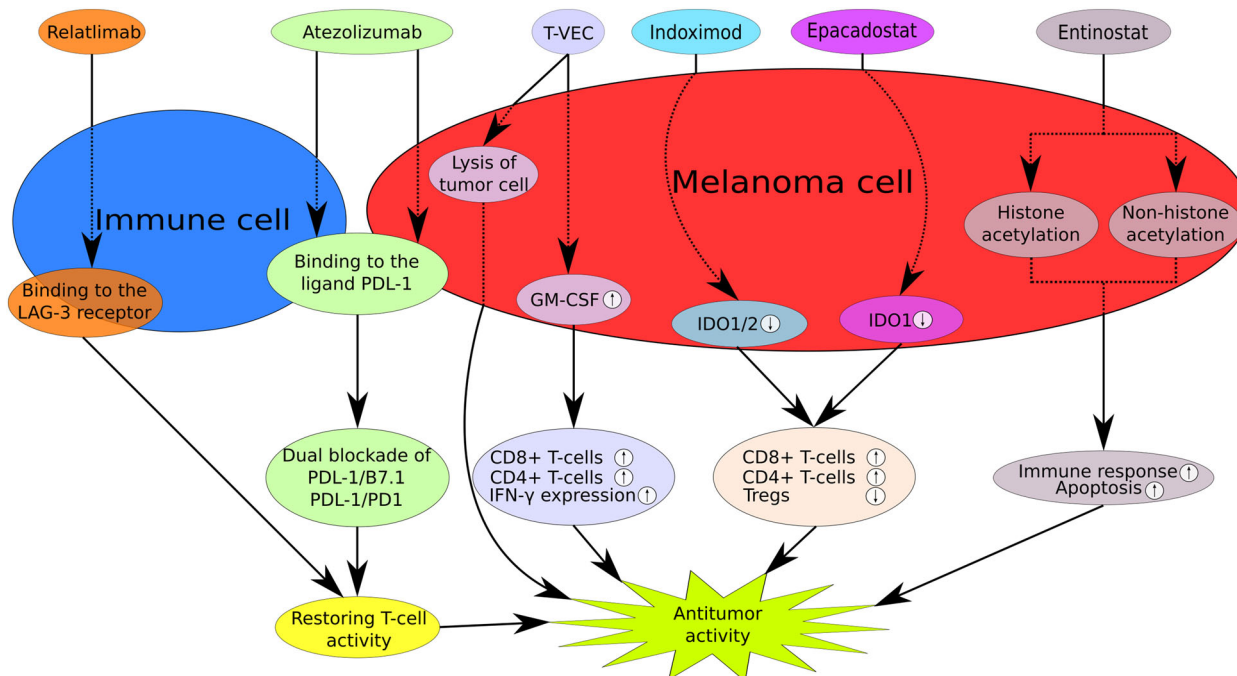 Relatlimab
Atezolizumab
T-VEC
Indoximod
Epacadostat
Entinostat
Immune cell
Melanoma cell
Lysis of
tumor cell
Histone
acetylation
Non-histone
acetylation
Binding to the
LAG-3 receptor
Binding to the
ligand PDL-1
GM-CSF ↑
IDO1/2 ↓
IDO1 ↓
Dual blockade of
PDL-1/B7.1
PDL-1/PD1
CD8+ T-cells ↑
CD4+ T-cells ↑
IFN-γ expression ↑
CD8+ T-cells ↑
CD4+ T-cells ↑
Tregs ↓
Immune response ↑
Apoptosis ↑
Restoring T-cell
activity
Antitumor
activity